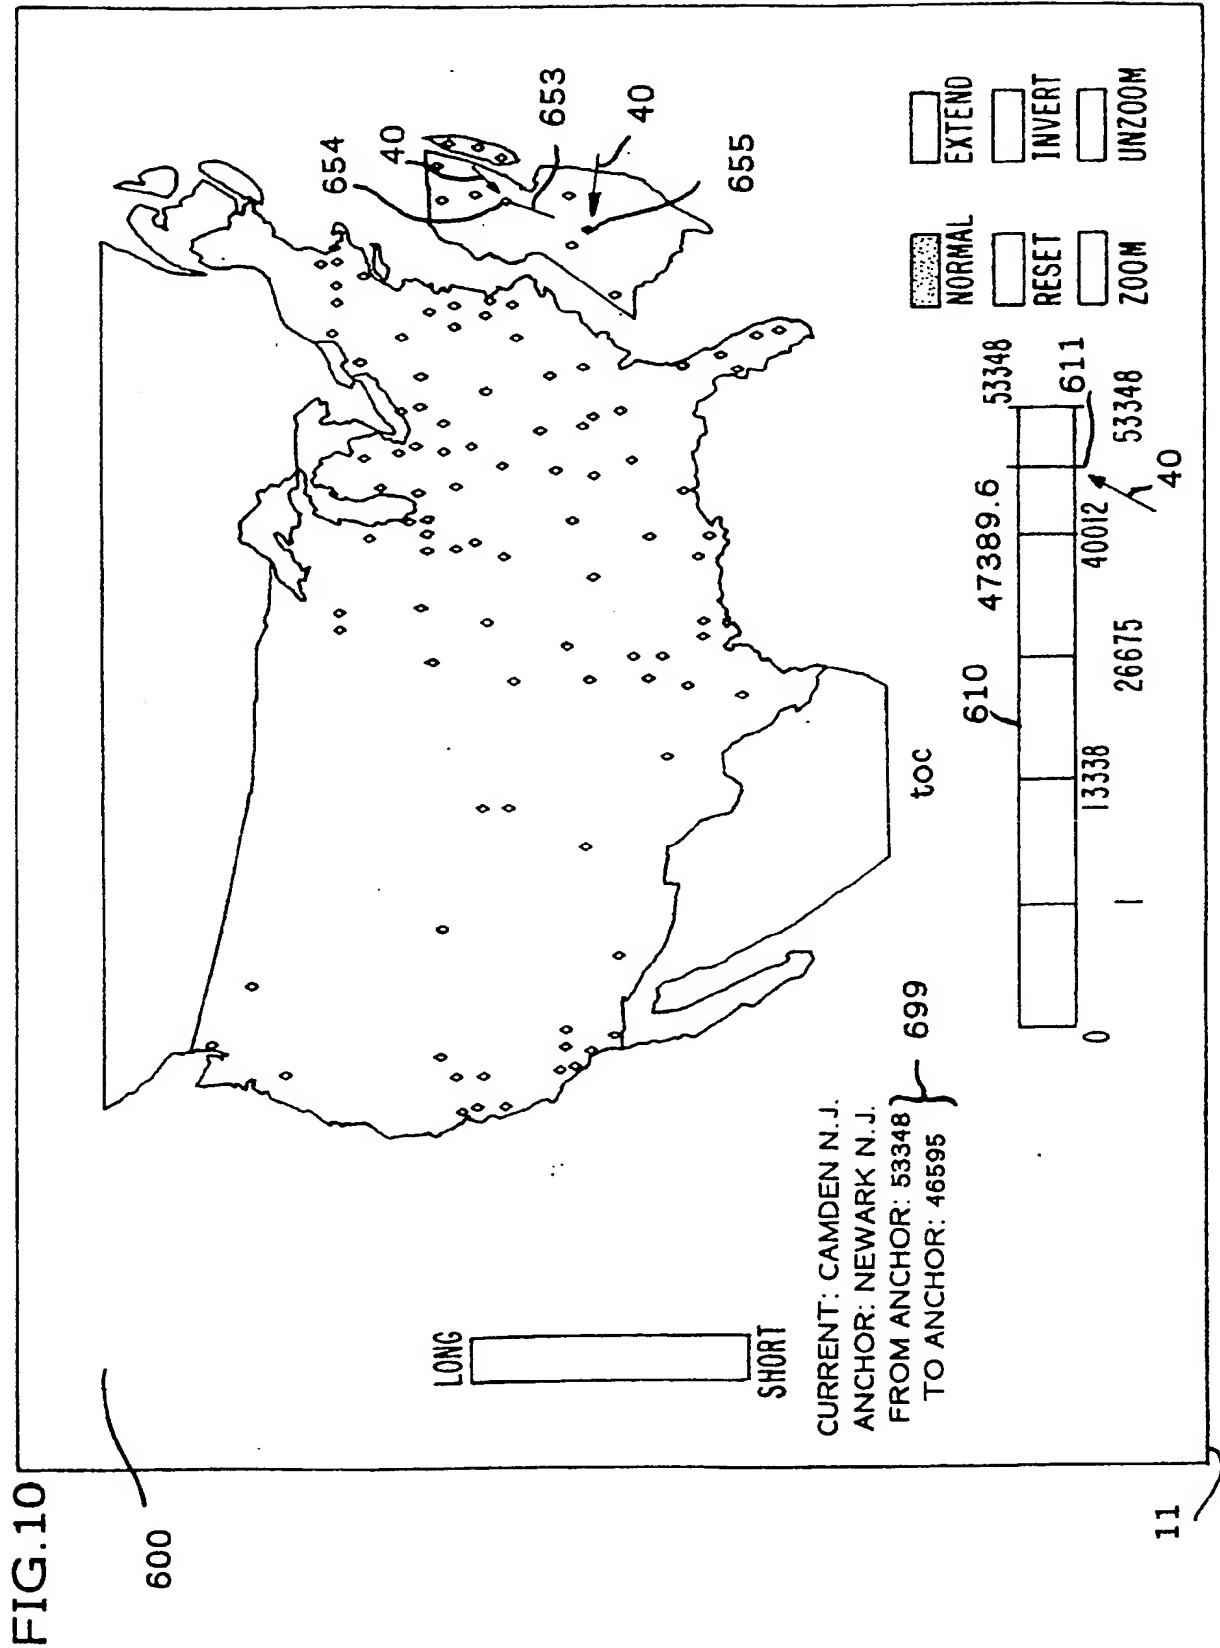 FIG.10
600
11
654
40
653
40
655
LONG
SHORT
toc
CURRENT: CAMDEN N.J.
ANCHOR: NEWARK N.J.
FROM ANCHOR: 53348
TO ANCHOR: 46595
699
610
47389.6
53348
611
0
1
13338
26675
40012
53348
40
NORMAL
EXTEND
RESET
INVERT
ZOOM
UNZOOM